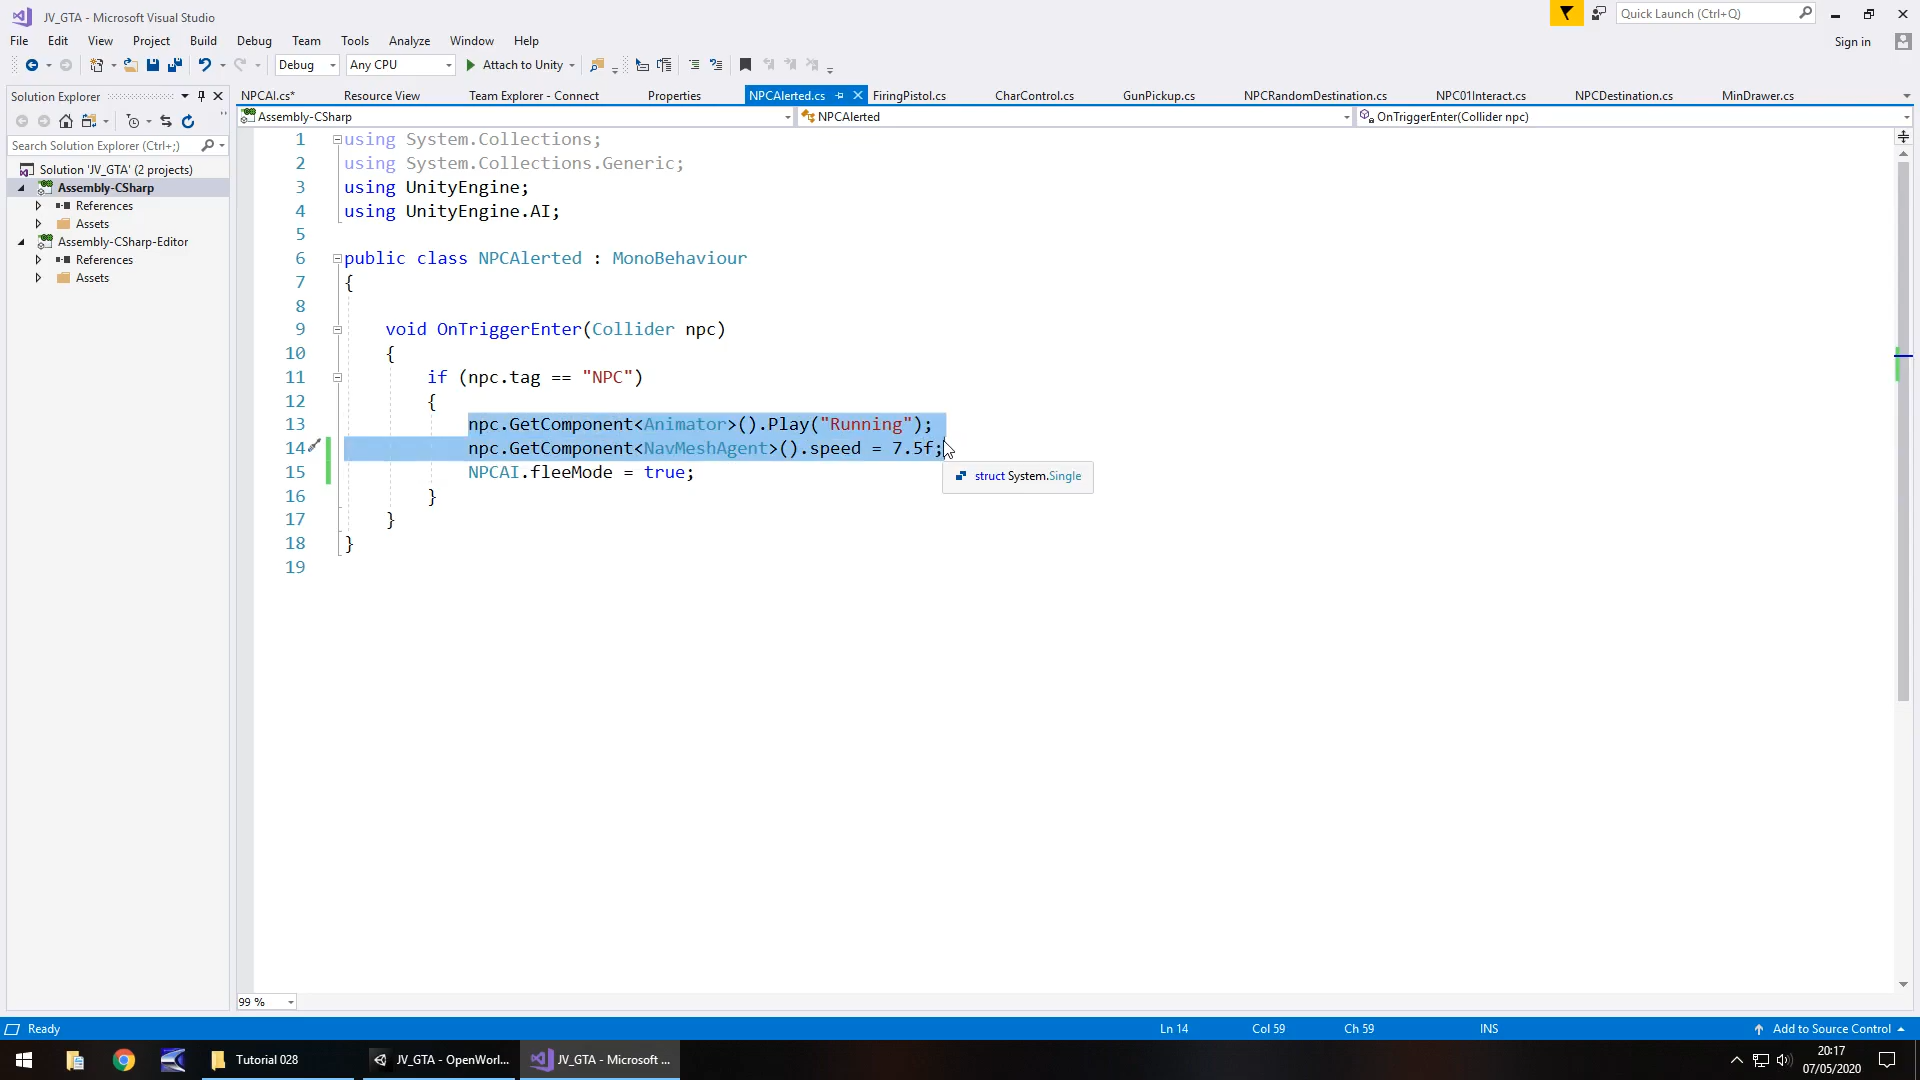 JV_GTA - Microsoft Visual Studio
Quick Launch (Ctrl+Q)
File Edit View Project Build Debug Team Tools Analyze Window Help
Sign in
Debug Any CPU Attach to Unity
Solution Explorer
NPCAI.cs* Resource View Team Explorer - Connect Properties NPCAlerted.cs FiringPistol.cs CharControl.cs GunPickup.cs NPCRandomDestination.cs NPC01Interact.cs NPCDestination.cs MinDrawer.cs
Assembly-CSharp NPCAlerted OnTriggerEnter(Collider npc)
Search Solution Explorer (Ctrl+;)
Solution 'JV_GTA' (2 projects)
Assembly-CSharp
References
Assets
Assembly-CSharp-Editor
References
Assets
1 using System.Collections;
2 using System.Collections.Generic;
3 using UnityEngine;
4 using UnityEngine.AI;
5
6 public class NPCAlerted : MonoBehaviour
7 {
8
9 void OnTriggerEnter(Collider npc)
10 {
11 if (npc.tag == "NPC")
12 {
13 npc.GetComponent<Animator>().Play("Running");
14 npc.GetComponent<NavMeshAgent>().speed = 7.5f;
15 NPCAI.fleeMode = true;
16 }
17 }
18 }
19
struct System.Single
99 %
Ready Ln 14 Col 59 Ch 59 INS Add to Source Control
Tutorial 028 JV_GTA - OpenWorl... JV_GTA - Microsoft ...
20:17
07/05/2020